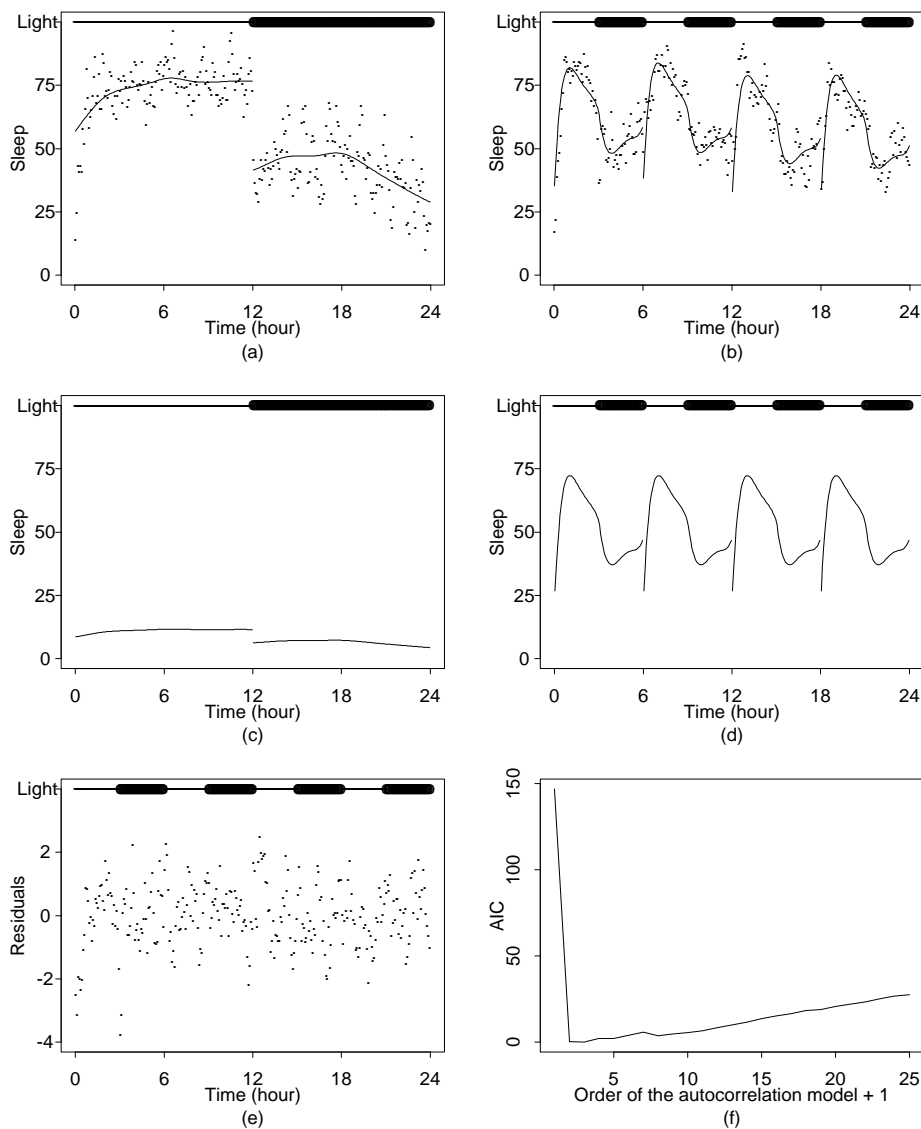 Light
75
50
25
0
Sleep
0 6 12 18 24
Time (hour)
(a)
Light
75
50
25
0
Sleep
0 6 12 18 24
Time (hour)
(b)
Light
75
50
25
0
Sleep
0 6 12 18 24
Time (hour)
(c)
Light
75
50
25
0
Sleep
0 6 12 18 24
Time (hour)
(d)
Light
2
0
-2
-4
Residuals
0 6 12 18 24
Time (hour)
(e)
150
100
50
0
AIC
5 10 15 20 25
Order of the autocorrelation model + 1
(f)